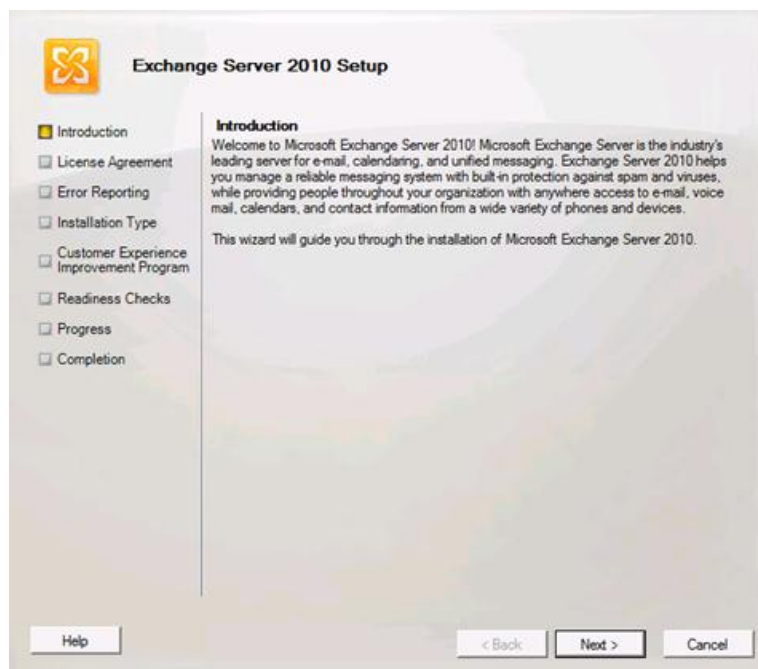 Exchange Server 2010 Setup
Introduction
License Agreement
Error Reporting
Installation Type
Customer Experience
Improvement Program
Readiness Checks
Progress
Completion
Introduction
Welcome to Microsoft Exchange Server 2010! Microsoft Exchange Server is the industry's
leading server for e-mail, calendaring, and unified messaging. Exchange Server 2010 helps
you manage a reliable messaging system with built-in protection against spam and viruses,
while providing people throughout your organization with anywhere access to e-mail, voice
mail, calendars, and contact information from a wide variety of phones and devices.
This wizard will guide you through the installation of Microsoft Exchange Server 2010.
Help
< Back
Next >
Cancel